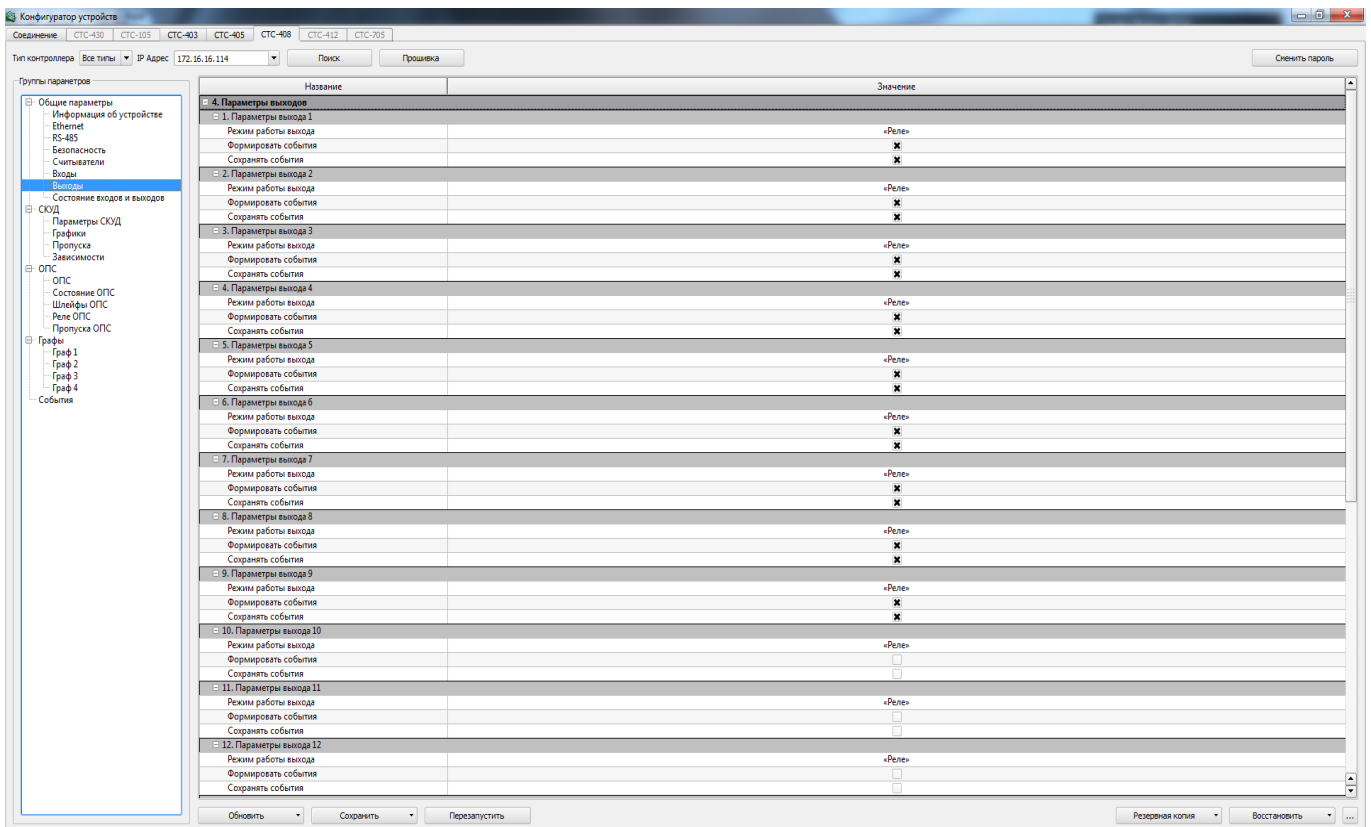 Конфигуратор устройств
Соединение СТС-430 СТС-105 СТС-403 СТС-405 СТС-408 СТС-412 СТС-705
Тип контроллера Все типы IP Адрес 172.16.16.114 Поиск Прошивка Сменить пароль
Группы параметров
Общие параметры
Информация об устройстве
Ethernet
RS-485
Безопасность
Считыватели
Входы
Выходы
Состояние входов и выходов
СКУД
Параметры СКУД
Графики
Пропуска
Зависимости
ОПС
ОПС
Состояние ОПС
Шлейфы ОПС
Реле ОПС
Пропуска ОПС
Графы
Граф 1
Граф 2
Граф 3
Граф 4
События
Название Значение
4. Параметры выходов
1. Параметры выхода 1
Режим работы выхода «Реле»
Формировать события
Сохранять события
2. Параметры выхода 2
Режим работы выхода «Реле»
Формировать события
Сохранять события
3. Параметры выхода 3
Режим работы выхода «Реле»
Формировать события
Сохранять события
4. Параметры выхода 4
Режим работы выхода «Реле»
Формировать события
Сохранять события
5. Параметры выхода 5
Режим работы выхода «Реле»
Формировать события
Сохранять события
6. Параметры выхода 6
Режим работы выхода «Реле»
Формировать события
Сохранять события
7. Параметры выхода 7
Режим работы выхода «Реле»
Формировать события
Сохранять события
8. Параметры выхода 8
Режим работы выхода «Реле»
Формировать события
Сохранять события
9. Параметры выхода 9
Режим работы выхода «Реле»
Формировать события
Сохранять события
10. Параметры выхода 10
Режим работы выхода «Реле»
Формировать события
Сохранять события
11. Параметры выхода 11
Режим работы выхода «Реле»
Формировать события
Сохранять события
12. Параметры выхода 12
Режим работы выхода «Реле»
Формировать события
Сохранять события
Обновить Сохранить Перезапустить Резервная копия Восстановить ...